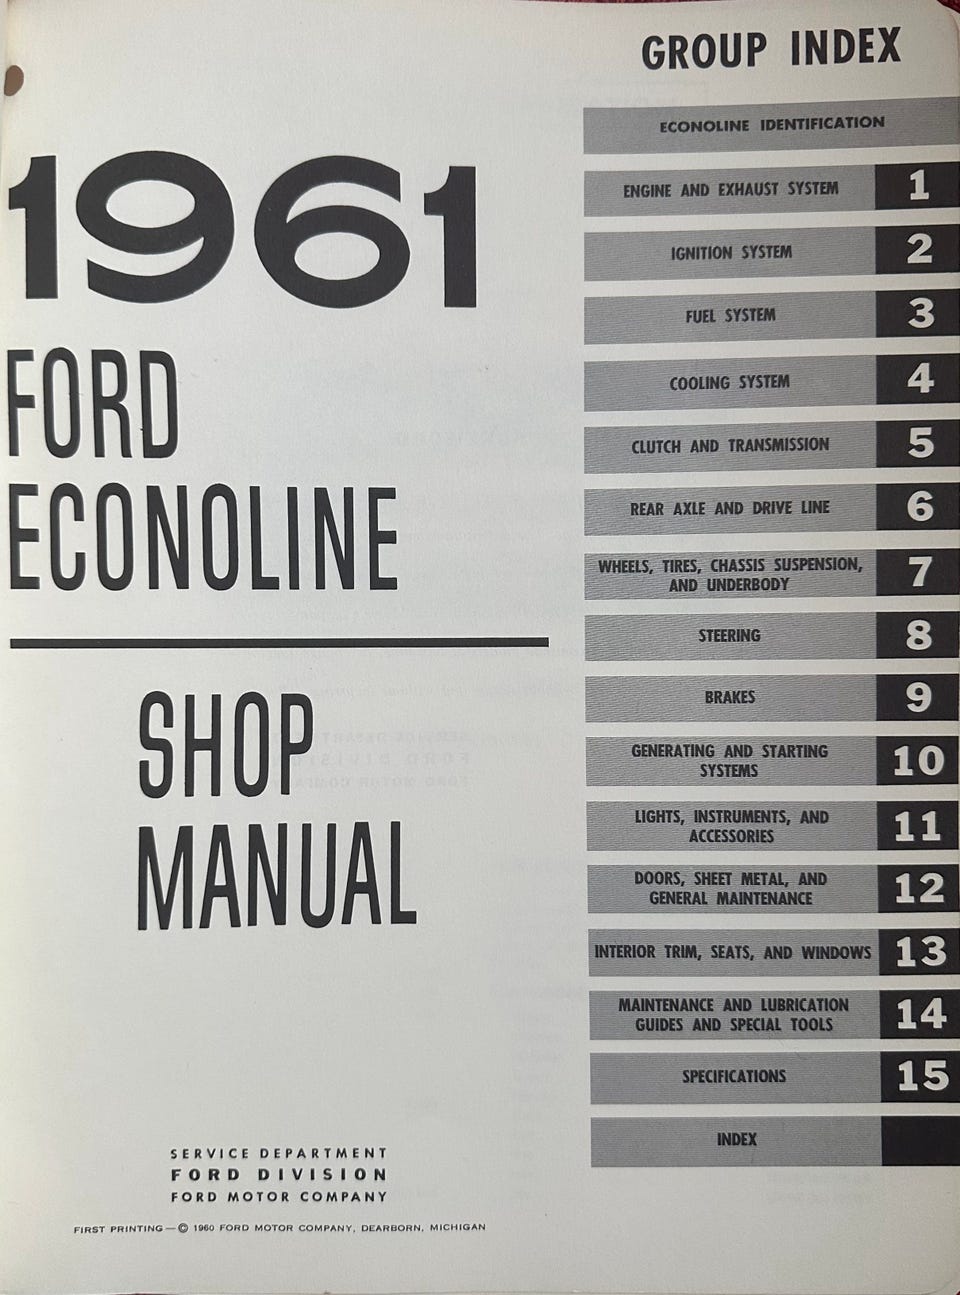 GROUP INDEX
1961
FORD
ECONOLINE
SHOP
MANUAL
SERVICE DEPARTMENT
FORD DIVISION
FORD MOTOR COMPANY
FIRST PRINTING—© 1960 FORD MOTOR COMPANY, DEARBORN, MICHIGAN
ECONOLINE IDENTIFICATION
ENGINE AND EXHAUST SYSTEM 1
IGNITION SYSTEM 2
FUEL SYSTEM 3
COOLING SYSTEM 4
CLUTCH AND TRANSMISSION 5
REAR AXLE AND DRIVE LINE 6
WHEELS, TIRES, CHASSIS SUSPENSION,
AND UNDERBODY 7
STEERING 8
BRAKES 9
GENERATING AND STARTING
SYSTEMS 10
LIGHTS, INSTRUMENTS, AND
ACCESSORIES 11
DOORS, SHEET METAL, AND
GENERAL MAINTENANCE 12
INTERIOR TRIM, SEATS, AND WINDOWS 13
MAINTENANCE AND LUBRICATION
GUIDES AND SPECIAL TOOLS 14
SPECIFICATIONS 15
INDEX